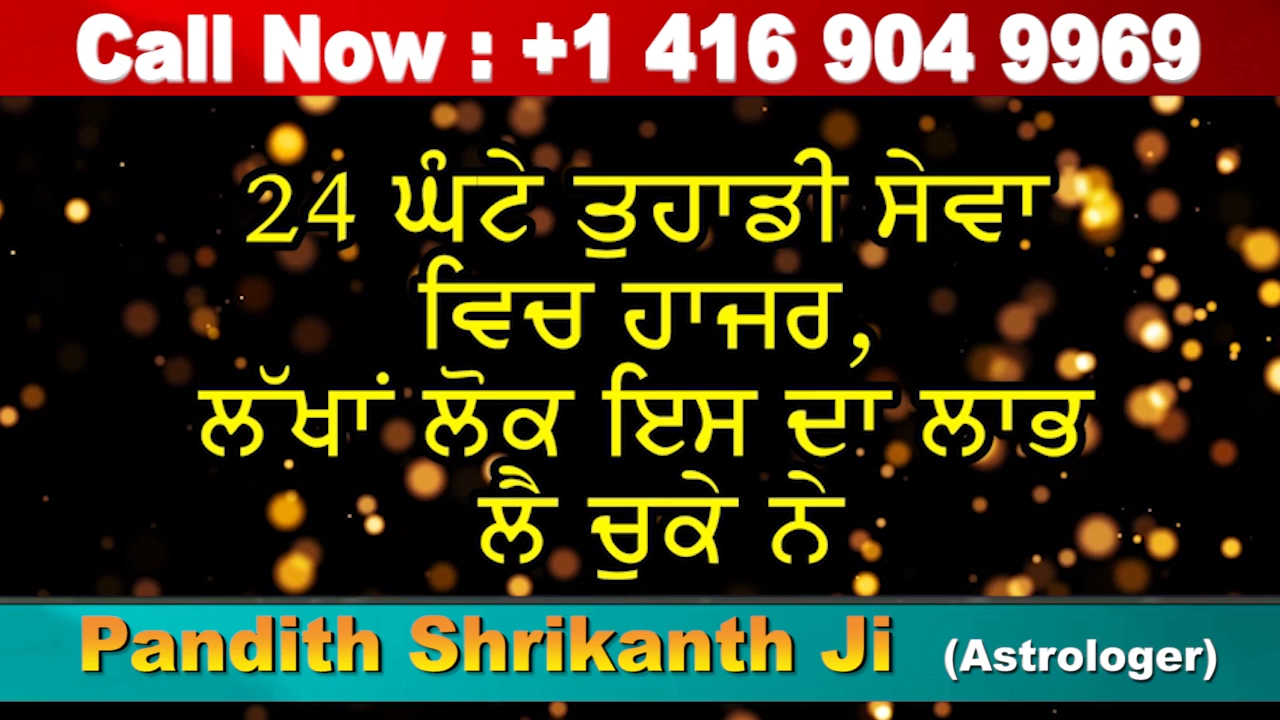 Call Now : +1 416 904 9969
24 ਘੰਟੇ ਤੁਹਾਡੀ ਸੇਵਾ
ਵਿਚ ਹਾਜਰ,
ਲੱਖਾਂ ਲੋਕ ਇਸ ਦਾ ਲਾਭ
ਲੈ ਚੁਕੇ ਨੇ
Pandith Shrikanth Ji (Astrologer)